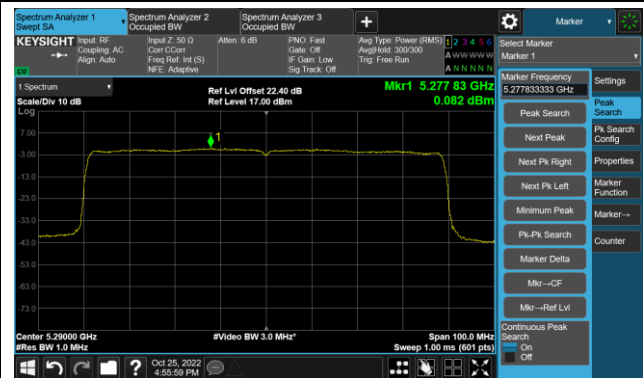 Spectrum Analyzer 1
Swept SA
Spectrum Analyzer 2
Occupied BW
Spectrum Analyzer 3
Occupied BW
+
Marker
KEYSIGHT
Input: RF
Coupling: AC
Align: Auto
Input Z: 50 Ω
Corr CCorr
Freq Ref: Int (S)
NFE: Adaptive
Atten: 6 dB
PNO: Fast
Gate: Off
IF Gain: Low
Sig Track: Off
Avg Type: Power (RMS)
Avg|Hold: 300/300
Trig: Free Run
1 2 3 4 5 6
A W W W W W
A N N N N N
LXI
Select Marker
Marker 1
1 Spectrum
Scale/Div 10 dB
Log
Ref Lvl Offset 22.40 dB
Ref Level 17.00 dBm
Mkr1 5.277 83 GHz
0.082 dBm
1
7.00
-3.00
-13.0
-23.0
-33.0
-43.0
-53.0
-63.0
-73.0
Center 5.29000 GHz
#Res BW 1.0 MHz
#Video BW 3.0 MHz*
Span 100.0 MHz
Sweep 1.00 ms (601 pts)
Marker Frequency
5.277833333 GHz
Peak Search
Next Peak
Next Pk Right
Next Pk Left
Minimum Peak
Pk-Pk Search
Marker Delta
Mkr→CF
Mkr→Ref Lvl
Continuous Peak
Search
On
Off
Settings
Peak
Search
Pk Search
Config
Properties
Marker
Function
Marker→
Counter
Oct 25, 2022
4:55:59 PM